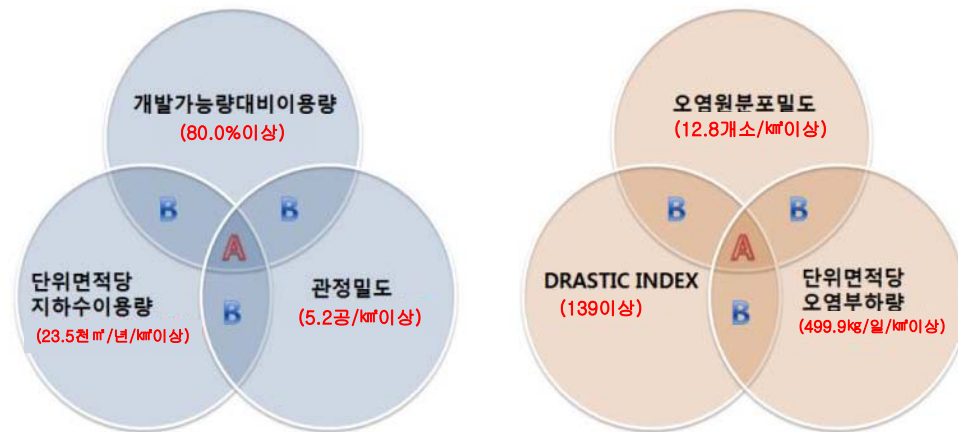 개발가능량대비이용량
(80.0%이상)
B
B
A
단위면적당
지하수이용량
(23.5천㎥/년/㎢이상)
관정밀도
(5.2공/㎢이상)
B
오염원분포밀도
(12.8개소/㎢이상)
B
B
A
DRASTIC INDEX
(139이상)
단위면적당
오염부하량
(499.9㎏/일/㎢이상)
B